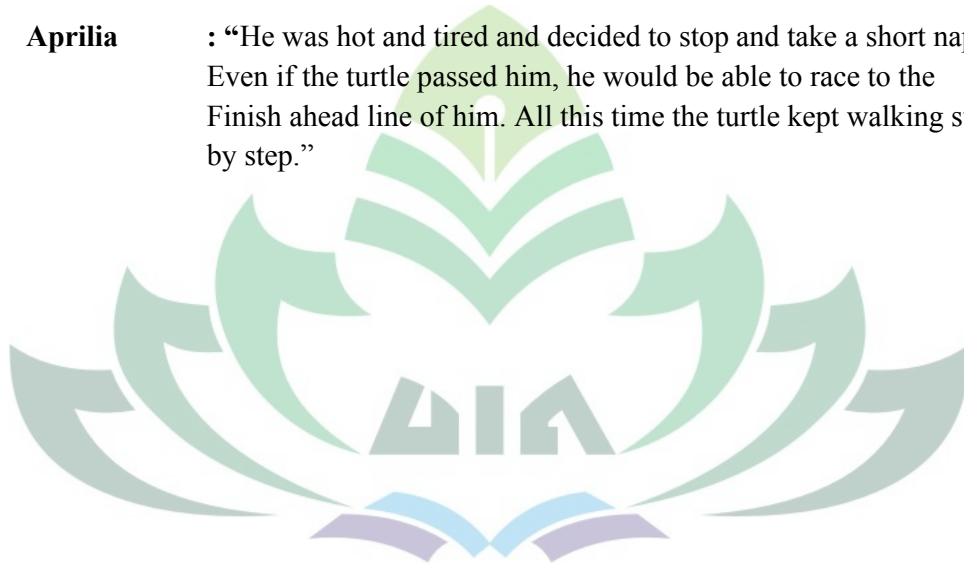 Aprilia : “He was hot and tired and decided to stop and take a short
Even if the turtle passed him, he would be able to race to the
Finish ahead line of him. All this time the turtle kept walking
by step.”
UIN